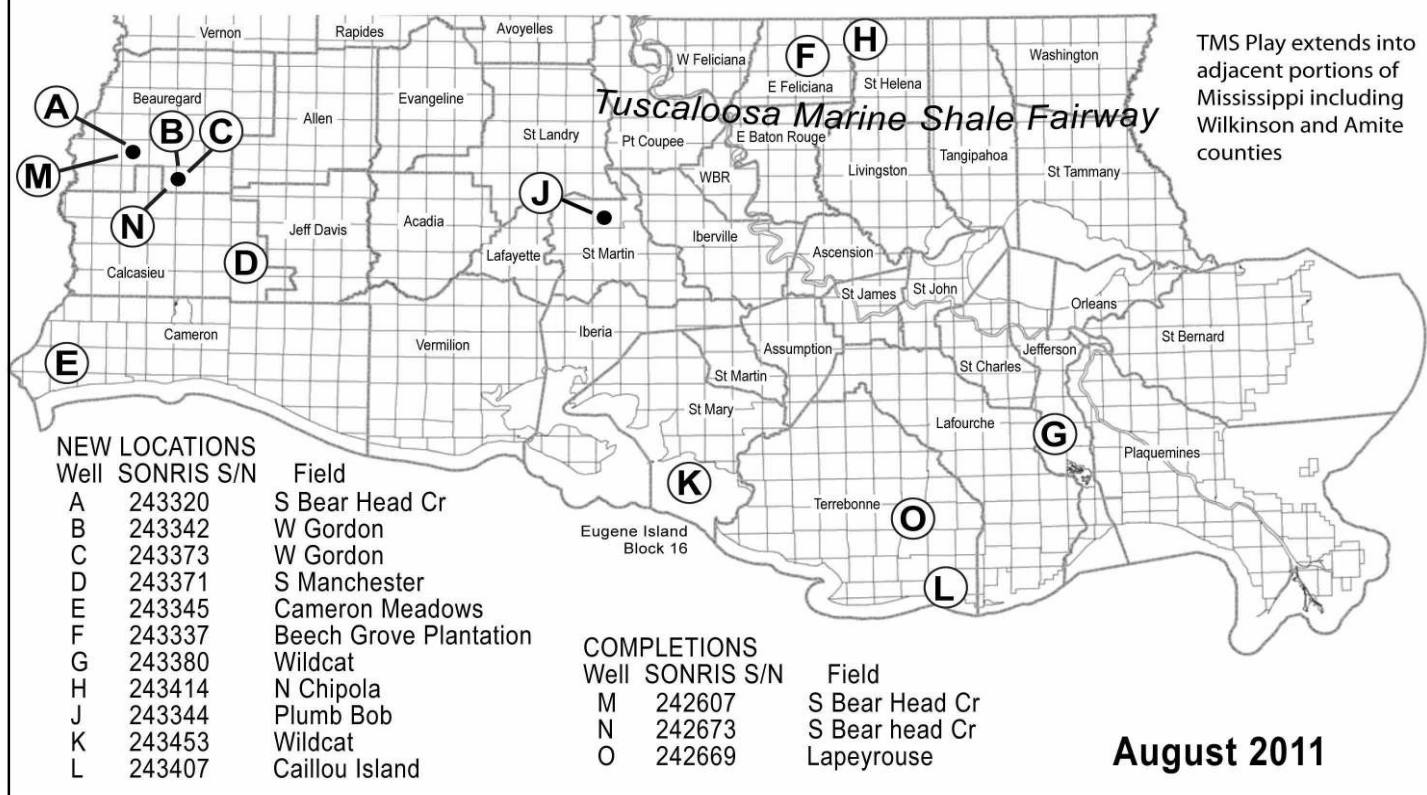 Vernon
Rapides
Avoyelles
W Feliciana
F
H
E Feliciana
St Helena
Washington
TMS Play extends into
adjacent portions of
Mississippi including
Wilkinson and Amite
counties
A
Beauregard
B
C
M
N
Allen
Evangeline
St Landry
Tuscaloosa Marine Shale Fairway
Pt Coupee
E Baton Rouge
WBR
Livingston
Tangipahoa
St Tammany
J
Calcasieu
D
Jeff Davis
Acadia
Lafayette
St Martin
Iberville
Ascension
St James
St John
Orleans
E
Cameron
Vermilion
Iberia
Assumption
St Martin
St Mary
St Charles
Jefferson
St Bernard
Lafourche
G
Plaquemines
K
Terrebonne
O
Eugene Island
Block 16
L
NEW LOCATIONS
Well SONRIS S/N Field
A 243320 S Bear Head Cr
B 243342 W Gordon
C 243373 W Gordon
D 243371 S Manchester
E 243345 Cameron Meadows
F 243337 Beech Grove Plantation
G 243380 Wildcat
H 243414 N Chipola
J 243344 Plumb Bob
K 243453 Wildcat
L 243407 Caillou Island
COMPLETIONS
Well SONRIS S/N Field
M 242607 S Bear Head Cr
N 242673 S Bear head Cr
O 242669 Lapeyrouse
August 2011